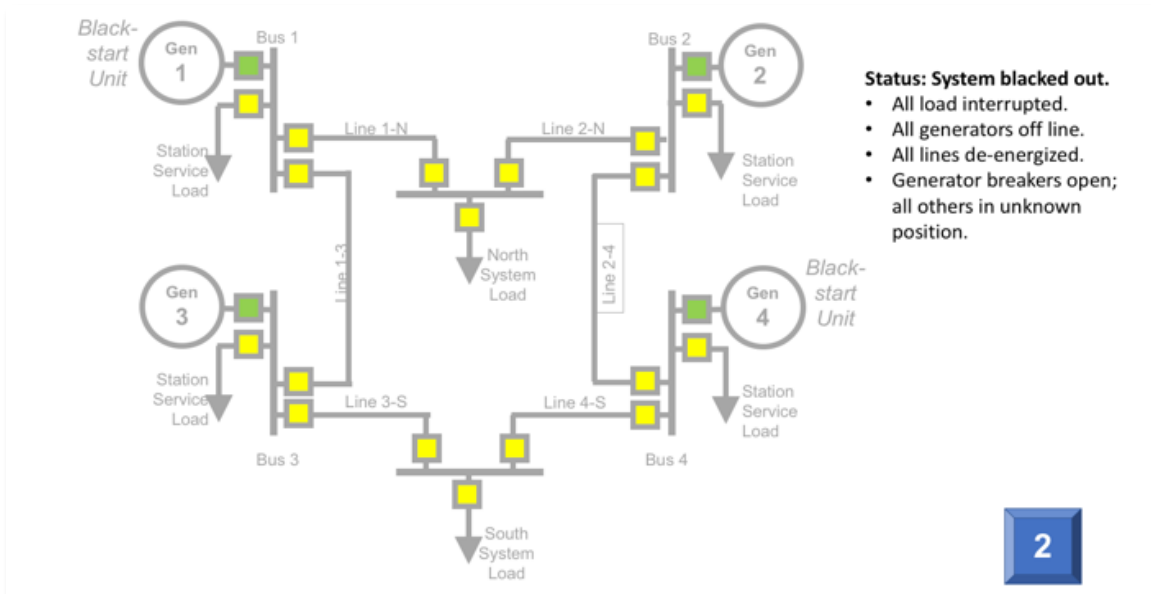 Black-
start
Unit
Gen
1
Bus 1
Bus 2
Gen
2
Station
Service
Load
Line 1-N
Line 2-N
Station
Service
Load
North
System
Load
Line 1-3
Line 2-4
Gen
3
Gen
4
Black-
start
Unit
Station
Service
Load
Line 3-S
Line 4-S
Station
Service
Load
Bus 3
Bus 4
South
System
Load
Status: System blacked out.
• All load interrupted.
• All generators off line.
• All lines de-energized.
• Generator breakers open;
all others in unknown
position.
2